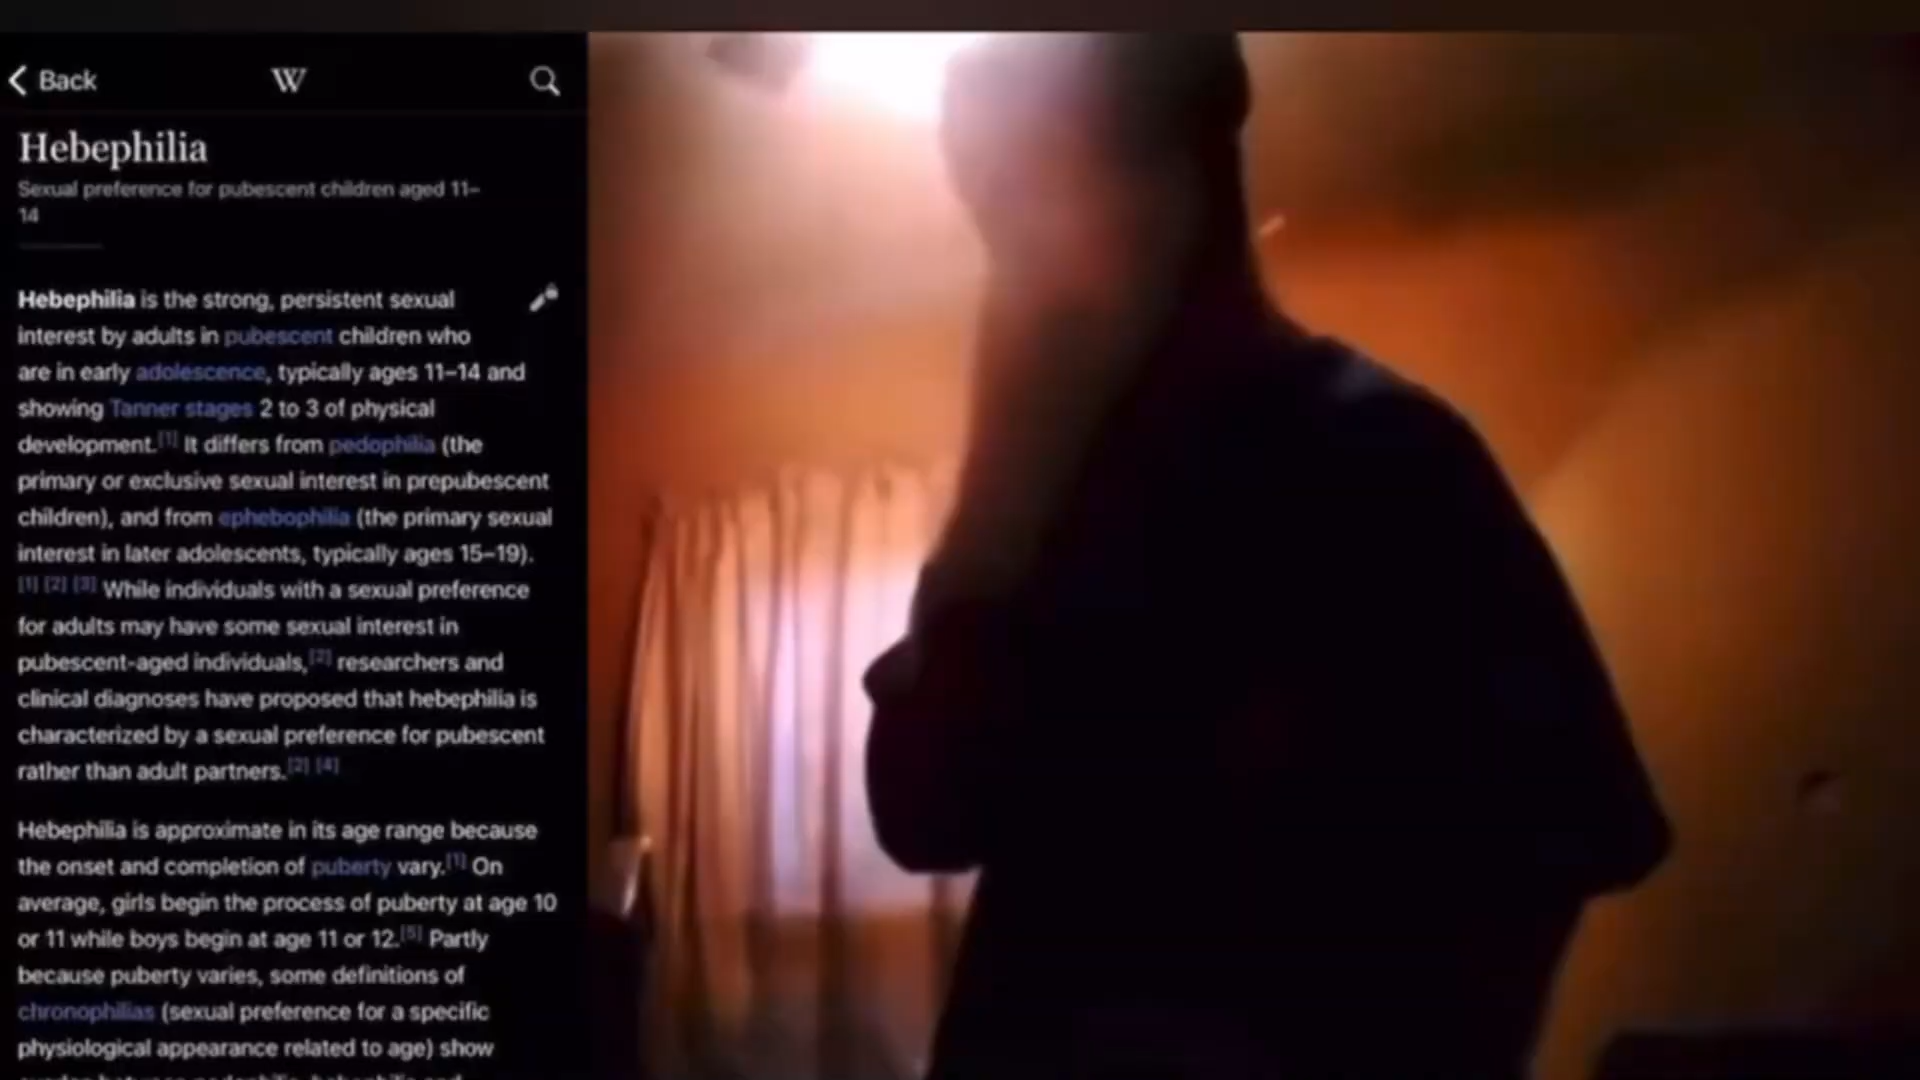 Back
W
Hebephilia
Sexual preference for pubescent children aged 11–
14
Hebephilia is the strong, persistent sexual
interest by adults in pubescent children who
are in early adolescence, typically ages 11–14 and
showing Tanner stages 2 to 3 of physical
development.[1] It differs from pedophilia (the
primary or exclusive sexual interest in prepubescent
children), and from ephebophilia (the primary sexual
interest in later adolescents, typically ages 15–19).
[1] [2] [3] While individuals with a sexual preference
for adults may have some sexual interest in
pubescent-aged individuals,[2] researchers and
clinical diagnoses have proposed that hebephilia is
characterized by a sexual preference for pubescent
rather than adult partners.[2] [4]
Hebephilia is approximate in its age range because
the onset and completion of puberty vary.[1] On
average, girls begin the process of puberty at age 10
or 11 while boys begin at age 11 or 12.[5] Partly
because puberty varies, some definitions of
chronophilias (sexual preference for a specific
physiological appearance related to age) show